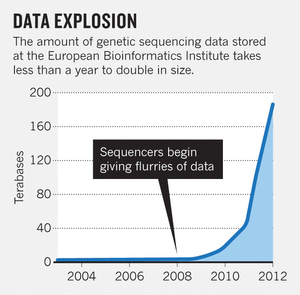 DATA EXPLOSION
The amount of genetic sequencing data stored
at the European Bioinformatics Institute takes
less than a year to double in size.
200
160
120
80
40
0
Terabases
Sequencers begin
giving flurries of data
2004 2006 2008 2010 2012